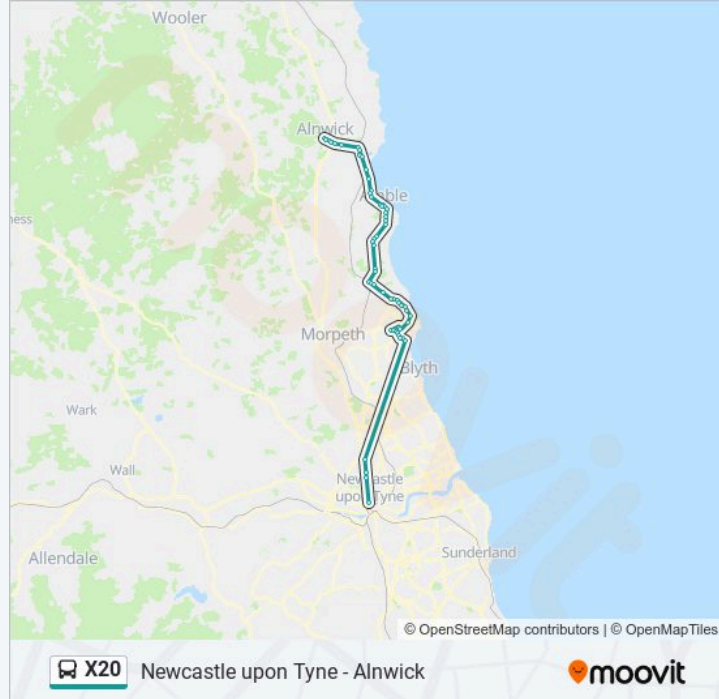 Wooler
Alnwick
Amble
ness
Morpeth
Blyth
Wark
Wall
Newcastle
upon Tyne
Allendale
Sunderland
© OpenStreetMap contributors | © OpenMapTiles
X20
Newcastle upon Tyne - Alnwick
moovit